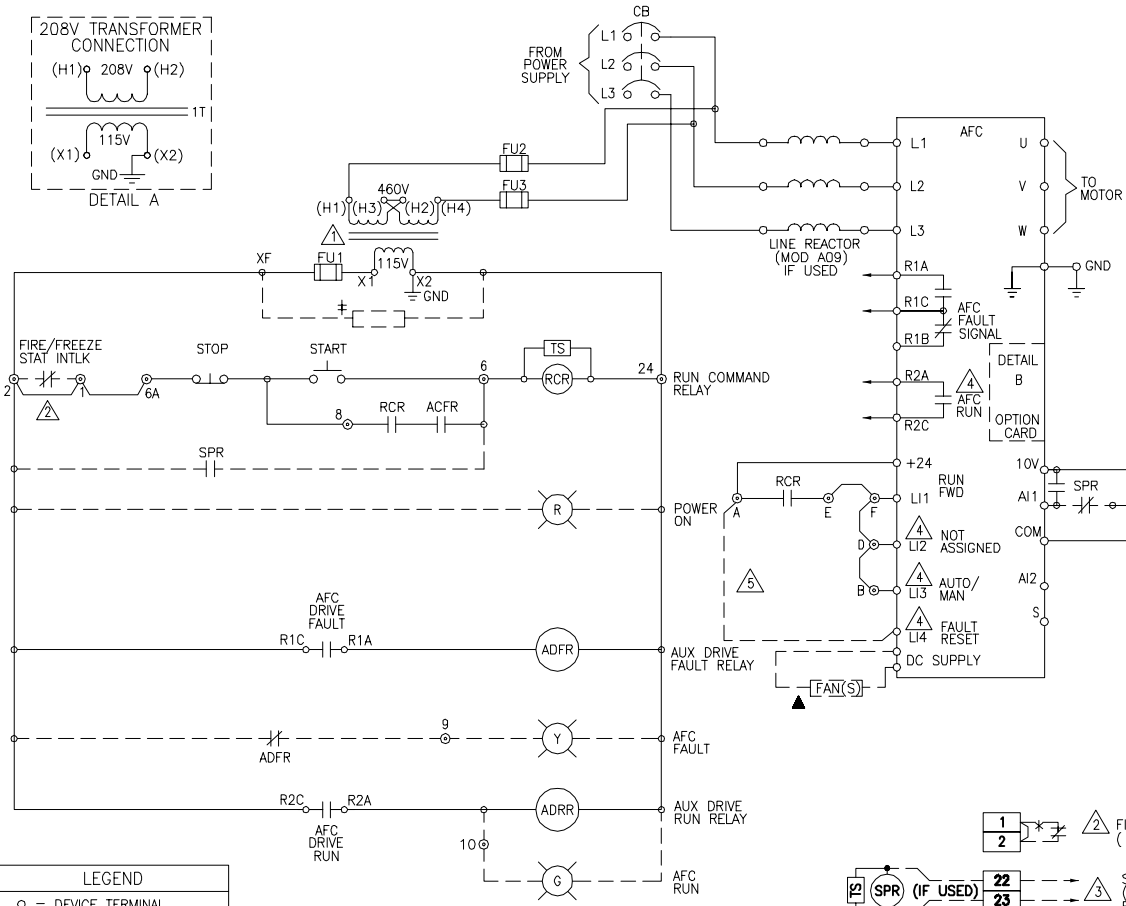 208V TRANSFORMER
CONNECTION
(H1) 208V (H2)
1T
115V
(X1) (X2)
GND
DETAIL A
CB
FROM
POWER
SUPPLY
L1
L2
L3
FU2
FU3
460V
(H1) (H3) (H2) (H4)
1
XF
FU1
115V
X1 X2
GND
‡
LINE REACTOR
(MOD A09)
IF USED
AFC
L1
L2
L3
U
V
W
TO
MOTOR
GND
R1A
R1C
R1B
AFC
FAULT
SIGNAL
R2A
R2C
4
AFC
RUN
DETAIL
B
OPTION
CARD
+24
RUN
FWD
LI1
4
LI2
NOT
ASSIGNED
4
LI3
AUTO/
MAN
4
LI4
FAULT
RESET
DC SUPPLY
FAN(S)
10V
AI1
COM
AI2
S
SPR
A
RCR
E
F
D
B
5
FIRE/FREEZE
STAT INTLK
2
1
2
6A
STOP
START
6
TS
RCR
24
RUN COMMAND
RELAY
8
RCR
ACFR
SPR
R
POWER
ON
AFC
DRIVE
FAULT
R1C R1A
ADFR
AUX DRIVE
FAULT RELAY
ADFR
9
Y
AFC
FAULT
R2C R2A
AFC
DRIVE
RUN
ADRR
AUX DRIVE
RUN RELAY
10
G
AFC
RUN
LEGEND
= DEVICE TERMINAL
1
2
2
TS
SPR
(IF USED)
22
23
3